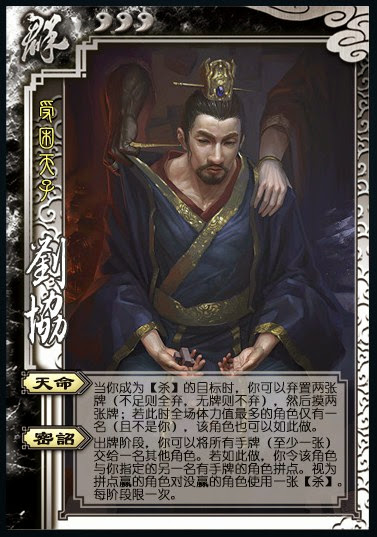 群
受困天子
劉協
天命
当你成为【杀】的目标时，你可以弃置两张
牌（不足则全弃，无牌则不弃），然后摸两
张牌；若此时全场体力值最多的角色仅有一
名（且不是你），该角色也可以如此做。
密詔
出牌阶段，你可以将所有手牌（至少一张）
交给一名其他角色。若如此做，你令该角色
与你指定的另一名有手牌的角色拼点。视为
拼点赢的角色对没赢的角色使用一张【杀】。
每阶段限一次。